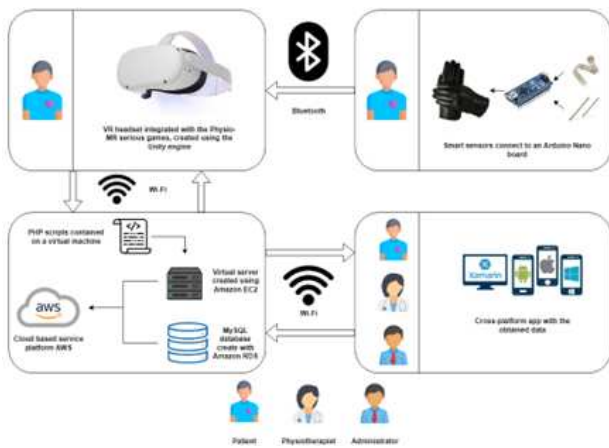 Bluetooth
VR headset integrated with the Physio-
MR serious games, created using the
Unity engine
Smart sensors connect to an Arduino Nano
board
Wi-Fi
PHP scripts contained
on a virtual machine
</>
Virtual server
created using
Amazon EC2
Wi-Fi
aws
Cloud based service
platform AWS
MySQL
database
create with
Amazon RDS
Xamarin
Cross-platform app with the
obtained data
Patient
Physiotherapist
Administrator